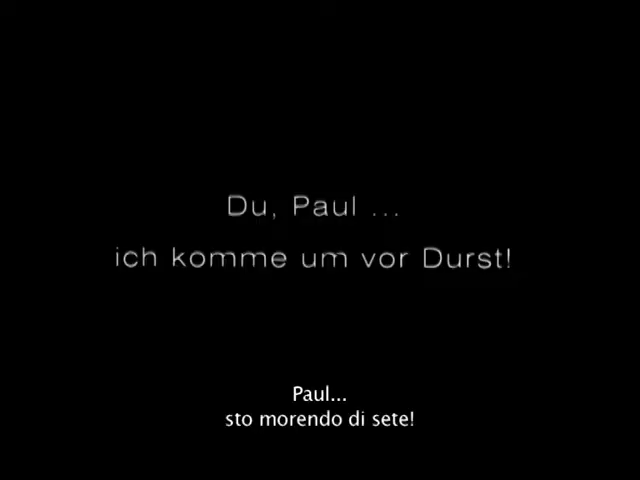 Du, Paul ...
ich komme um vor Durst!
Paul...
sto morendo di sete!